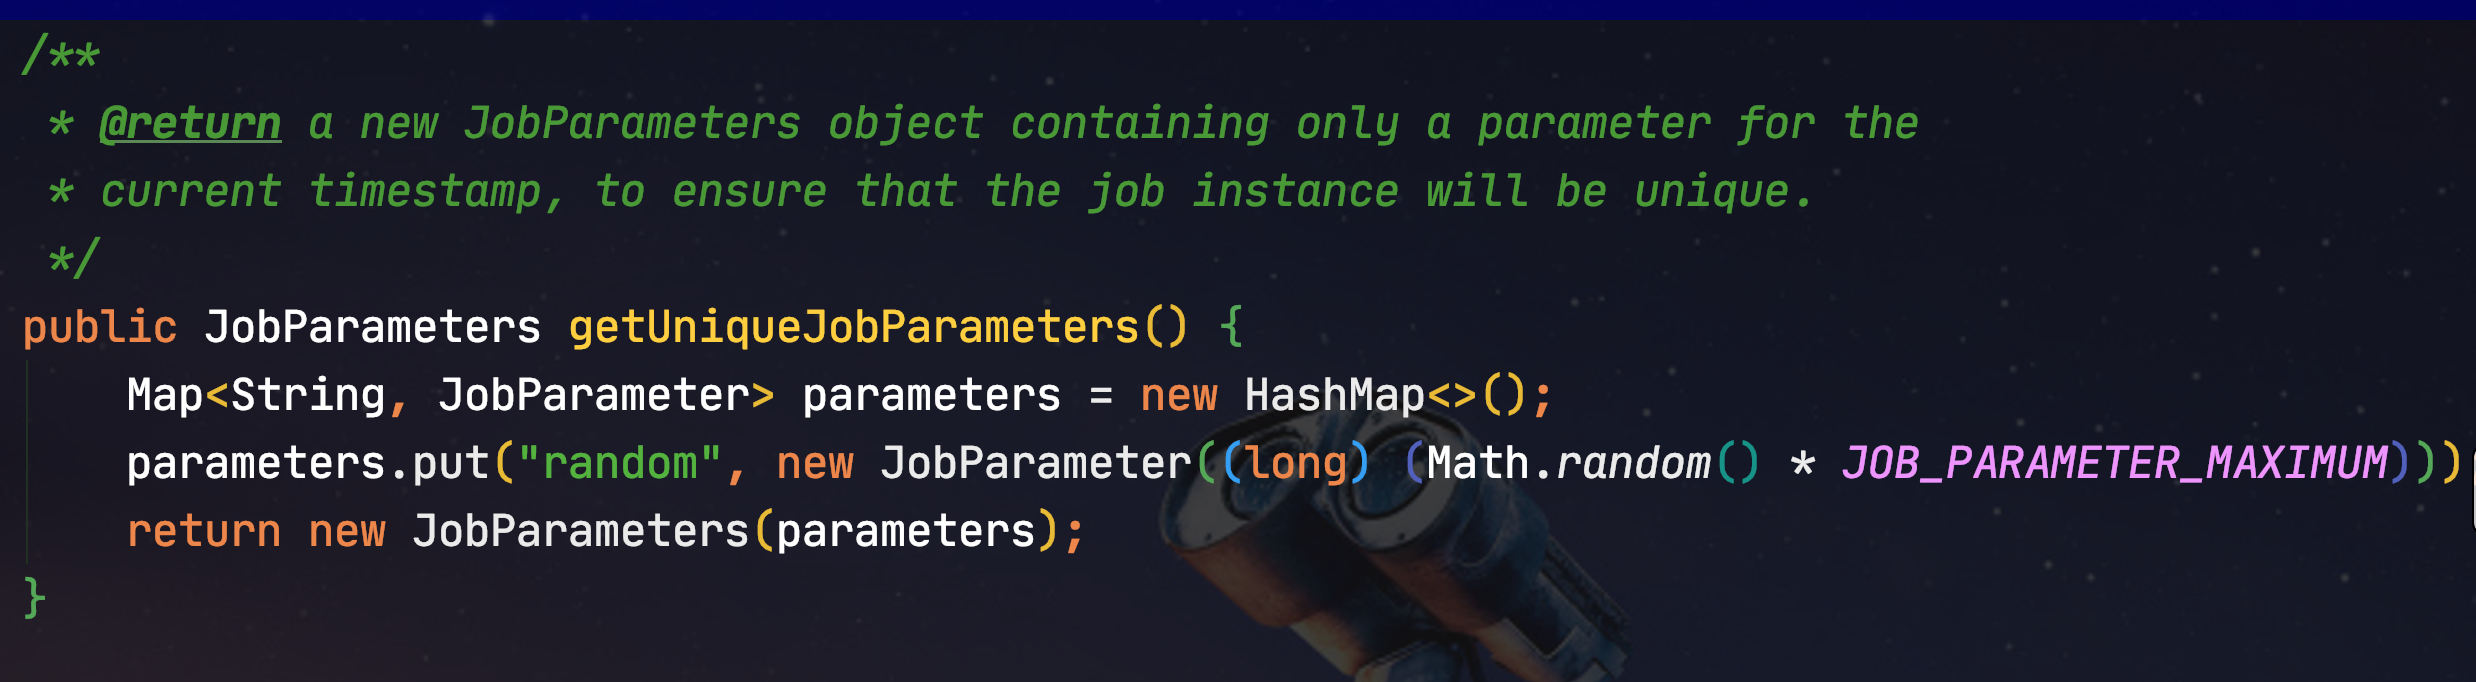 /**
 * @return a new JobParameters object containing only a parameter for the
 * current timestamp, to ensure that the job instance will be unique.
 */
public JobParameters getUniqueJobParameters() {
    Map<String, JobParameter> parameters = new HashMap<>();
    parameters.put("random", new JobParameter((long) (Math.random() * JOB_PARAMETER_MAXIMUM)))
    return new JobParameters(parameters);
}